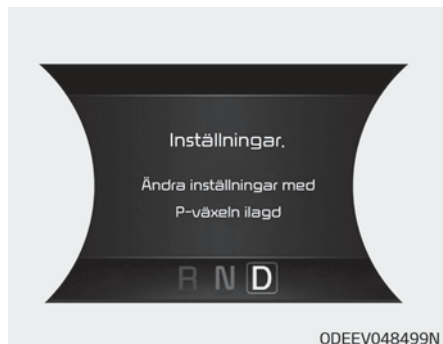 Inställningar.
Ändra inställningar med
P-växeln ilagd
R N D
ODEEV048499N